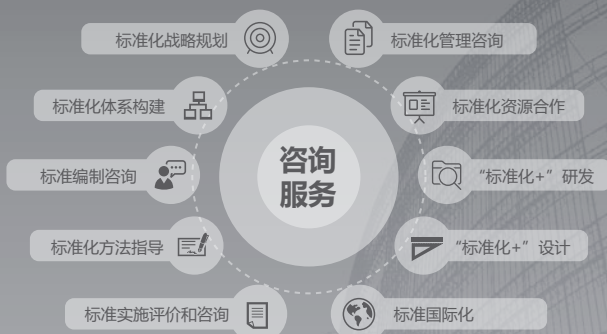 标准化战略规划
标准化管理咨询
标准化体系构建
标准化资源合作
标准编制咨询
咨询
服务
“标准化+”研发
标准化方法指导
“标准化+”设计
标准实施评价和咨询
标准国际化